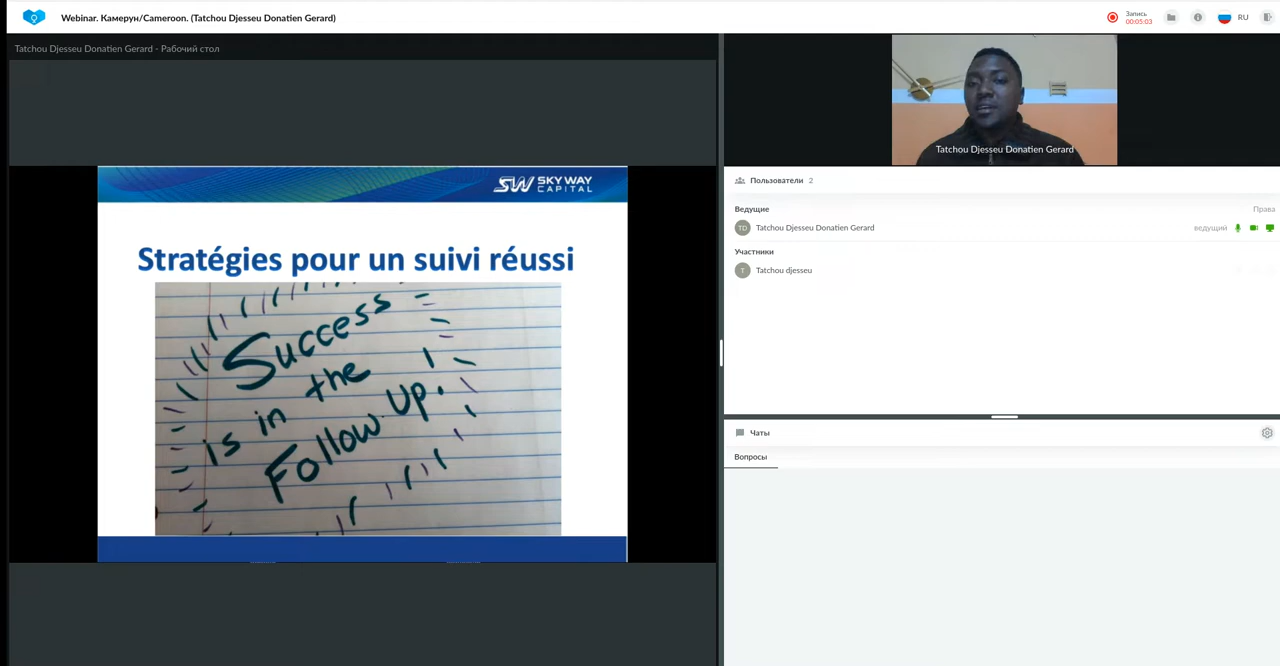 Webinar. Камерун/Cameroon. (Tatchou Djesseu Donatien Gerard)
Запись
00:05:03
RU
Tatchou Djesseu Donatien Gerard - Рабочий стол
SW SKY WAY
CAPITAL
Stratégies pour un suivi réussi
Success
is in the
Follow Up.
Tatchou Djesseu Donatien Gerard
Пользователи 2
Ведущие Права
TD Tatchou Djesseu Donatien Gerard ведущий
Участники
T Tatchou djesseu
Чаты
Вопросы